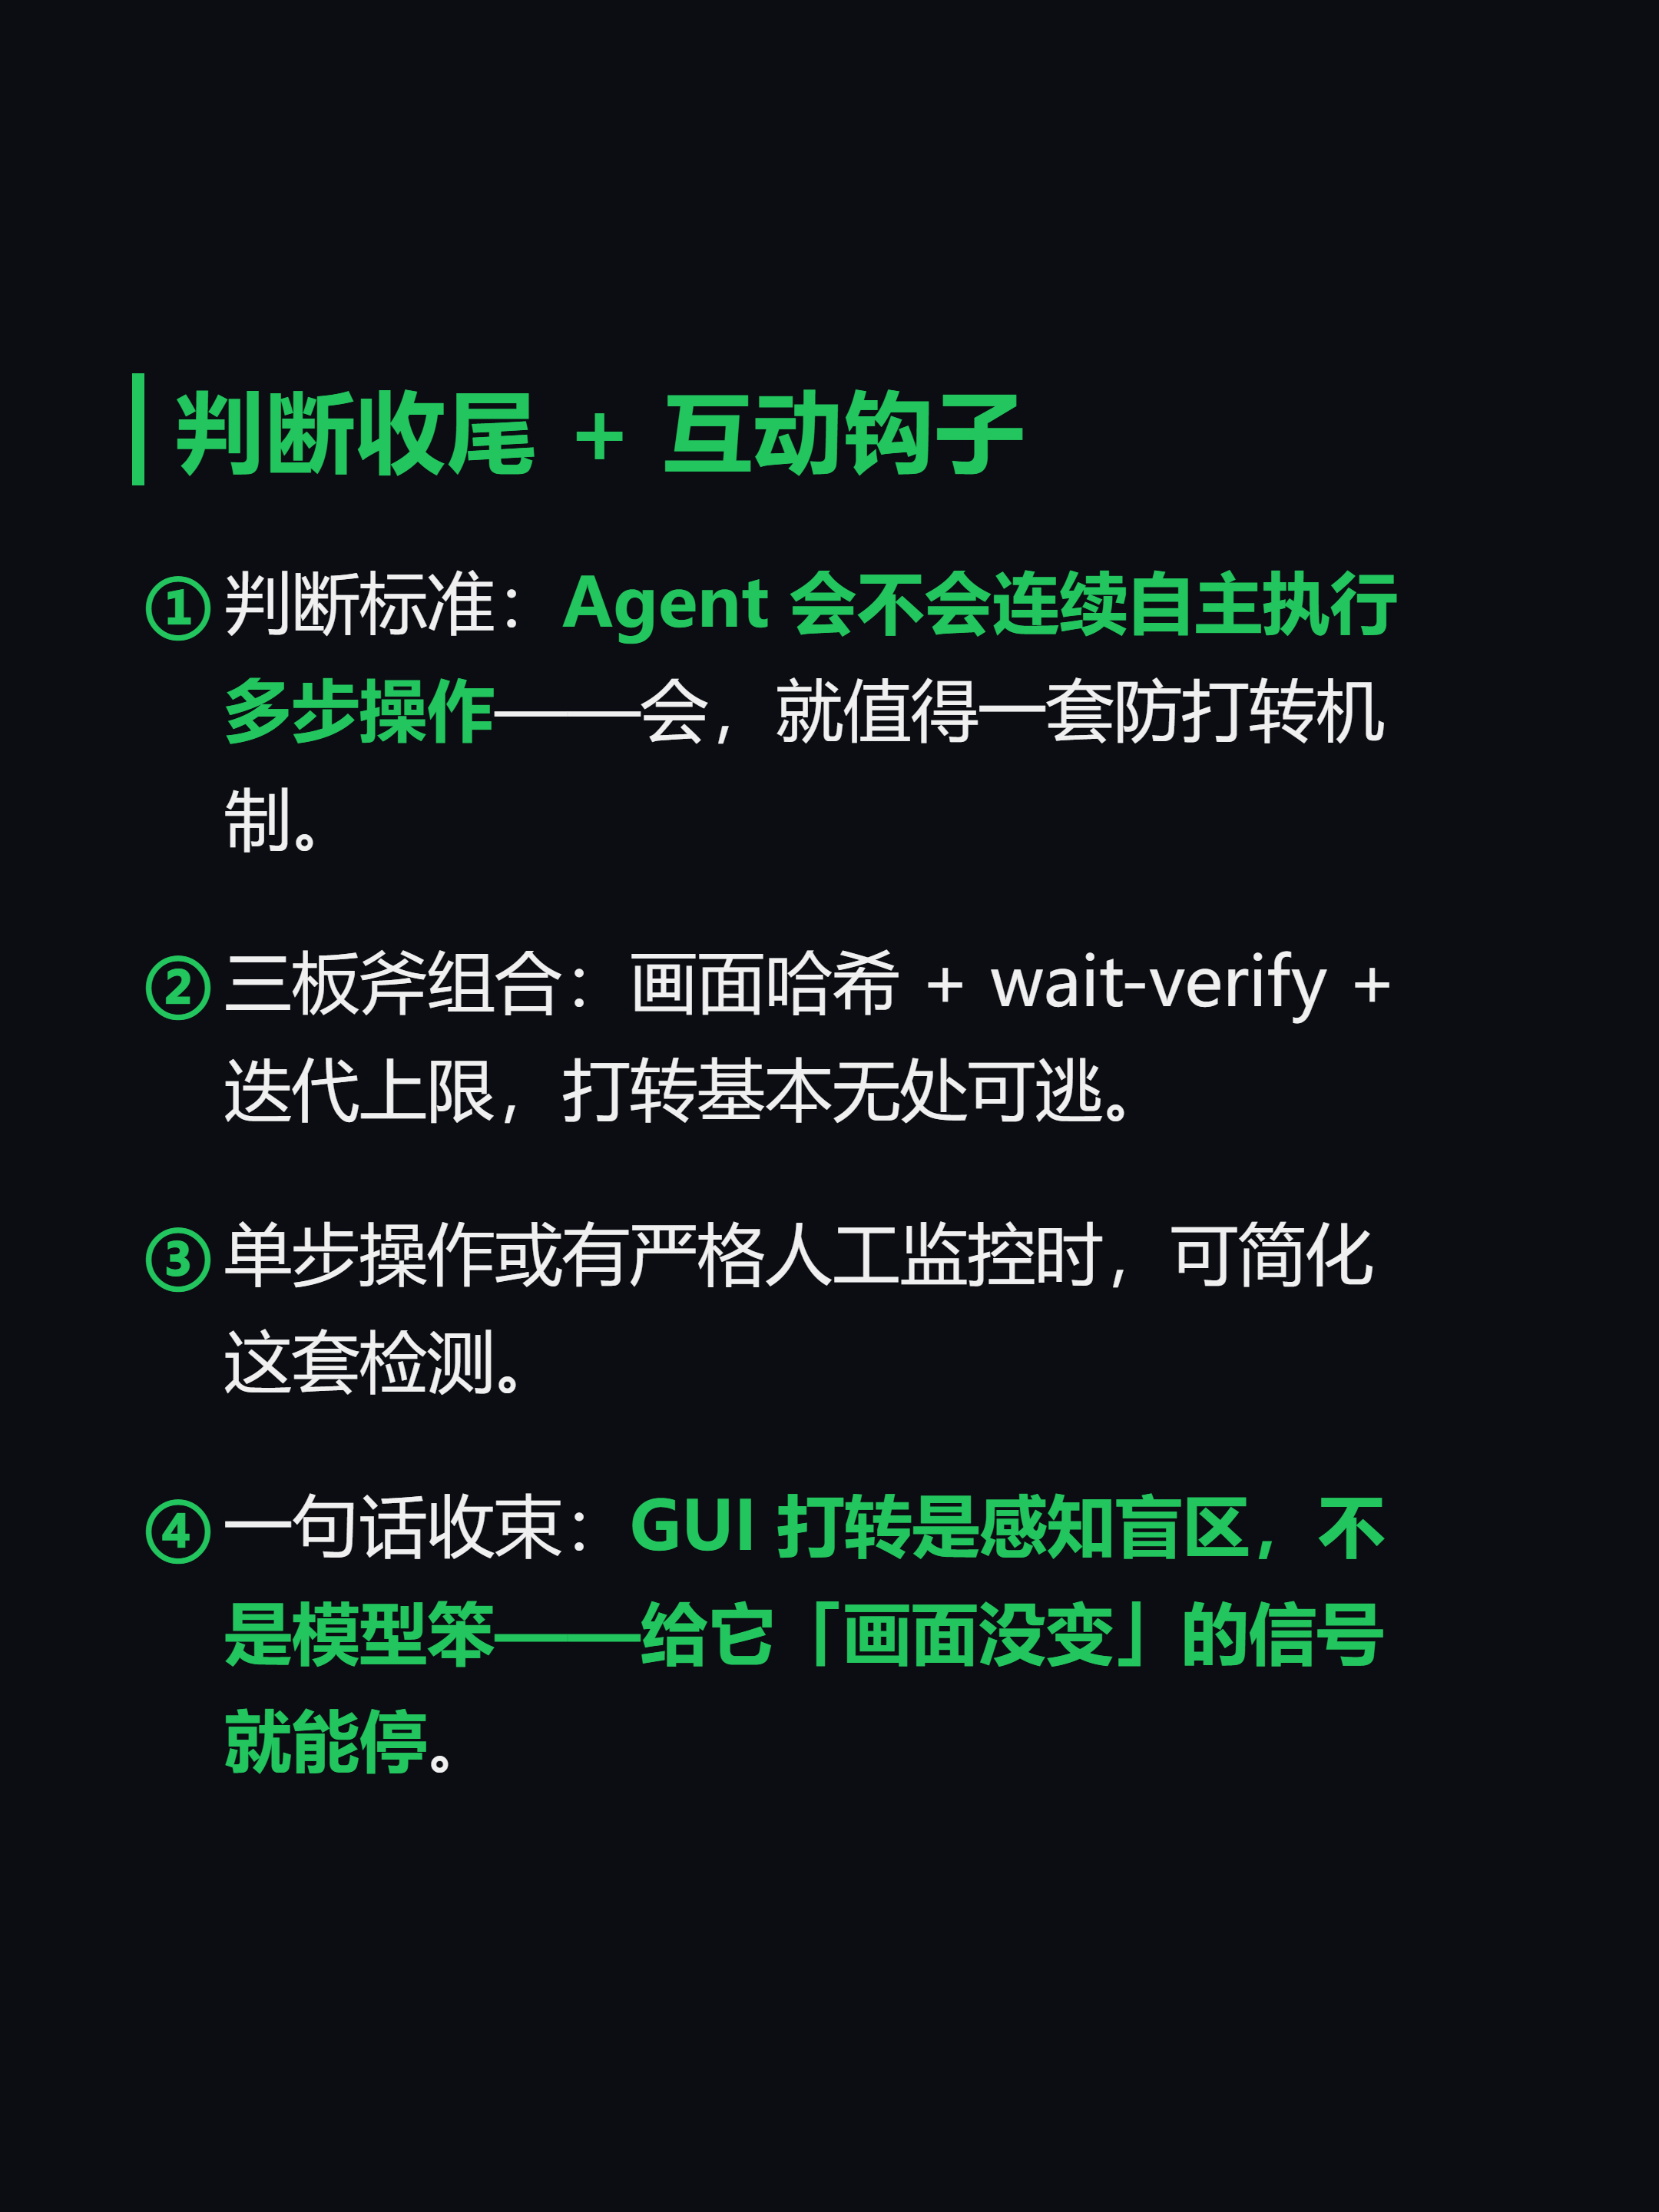 判断收尾 + 互动钩子
① 判断标准：Agent 会不会连续自主执行
多步操作——会，就值得一套防打转机
制。
② 三板斧组合：画面哈希 + wait-verify +
迭代上限，打转基本无处可逃。
③ 单步操作或有严格人工监控时，可简化
这套检测。
④ 一句话收束：GUI 打转是感知盲区，不
是模型笨——给它「画面没变」的信号
就能停。